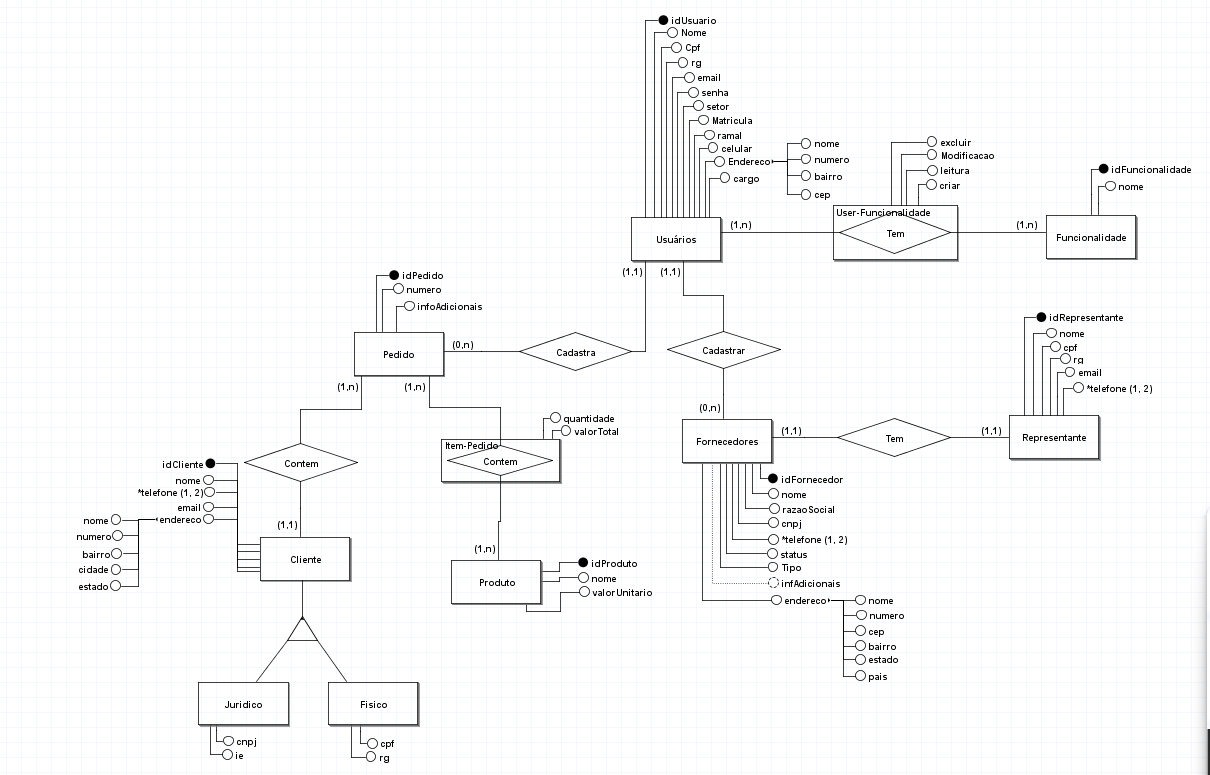 idUsuario
Nome
Cpf
rg
email
senha
setor
Matricula
ramal
celular
Endereco
cargo
nome
numero
bairro
cep
excluir
Modificacao
leitura
criar
idFuncionalidade
nome
Usuários
(1,n)
User-Funcionalidade
Tem
(1,n)
Funcionalidade
(1,1)
(1,1)
idPedido
numero
infoAdicionais
Pedido
(0,n)
Cadastra
Cadastrar
(0,n)
idRepresentante
nome
cpf
rg
email
*telefone (1, 2)
(1,n)
(1,n)
quantidade
valorTotal
Item-Pedido
Contem
Contem
Fornecedores
(1,1)
Tem
(1,1)
Representante
idCliente
nome
*telefone (1, 2)
email
endereco
nome
numero
bairro
cidade
estado
(1,1)
Cliente
(1,n)
Produto
idProduto
nome
valorUnitario
idFornecedor
nome
razaoSocial
cnpj
*telefone (1, 2)
status
Tipo
infAdicionais
endereco
nome
numero
cep
bairro
estado
pais
Juridico
Fisico
cnpj
ie
cpf
rg